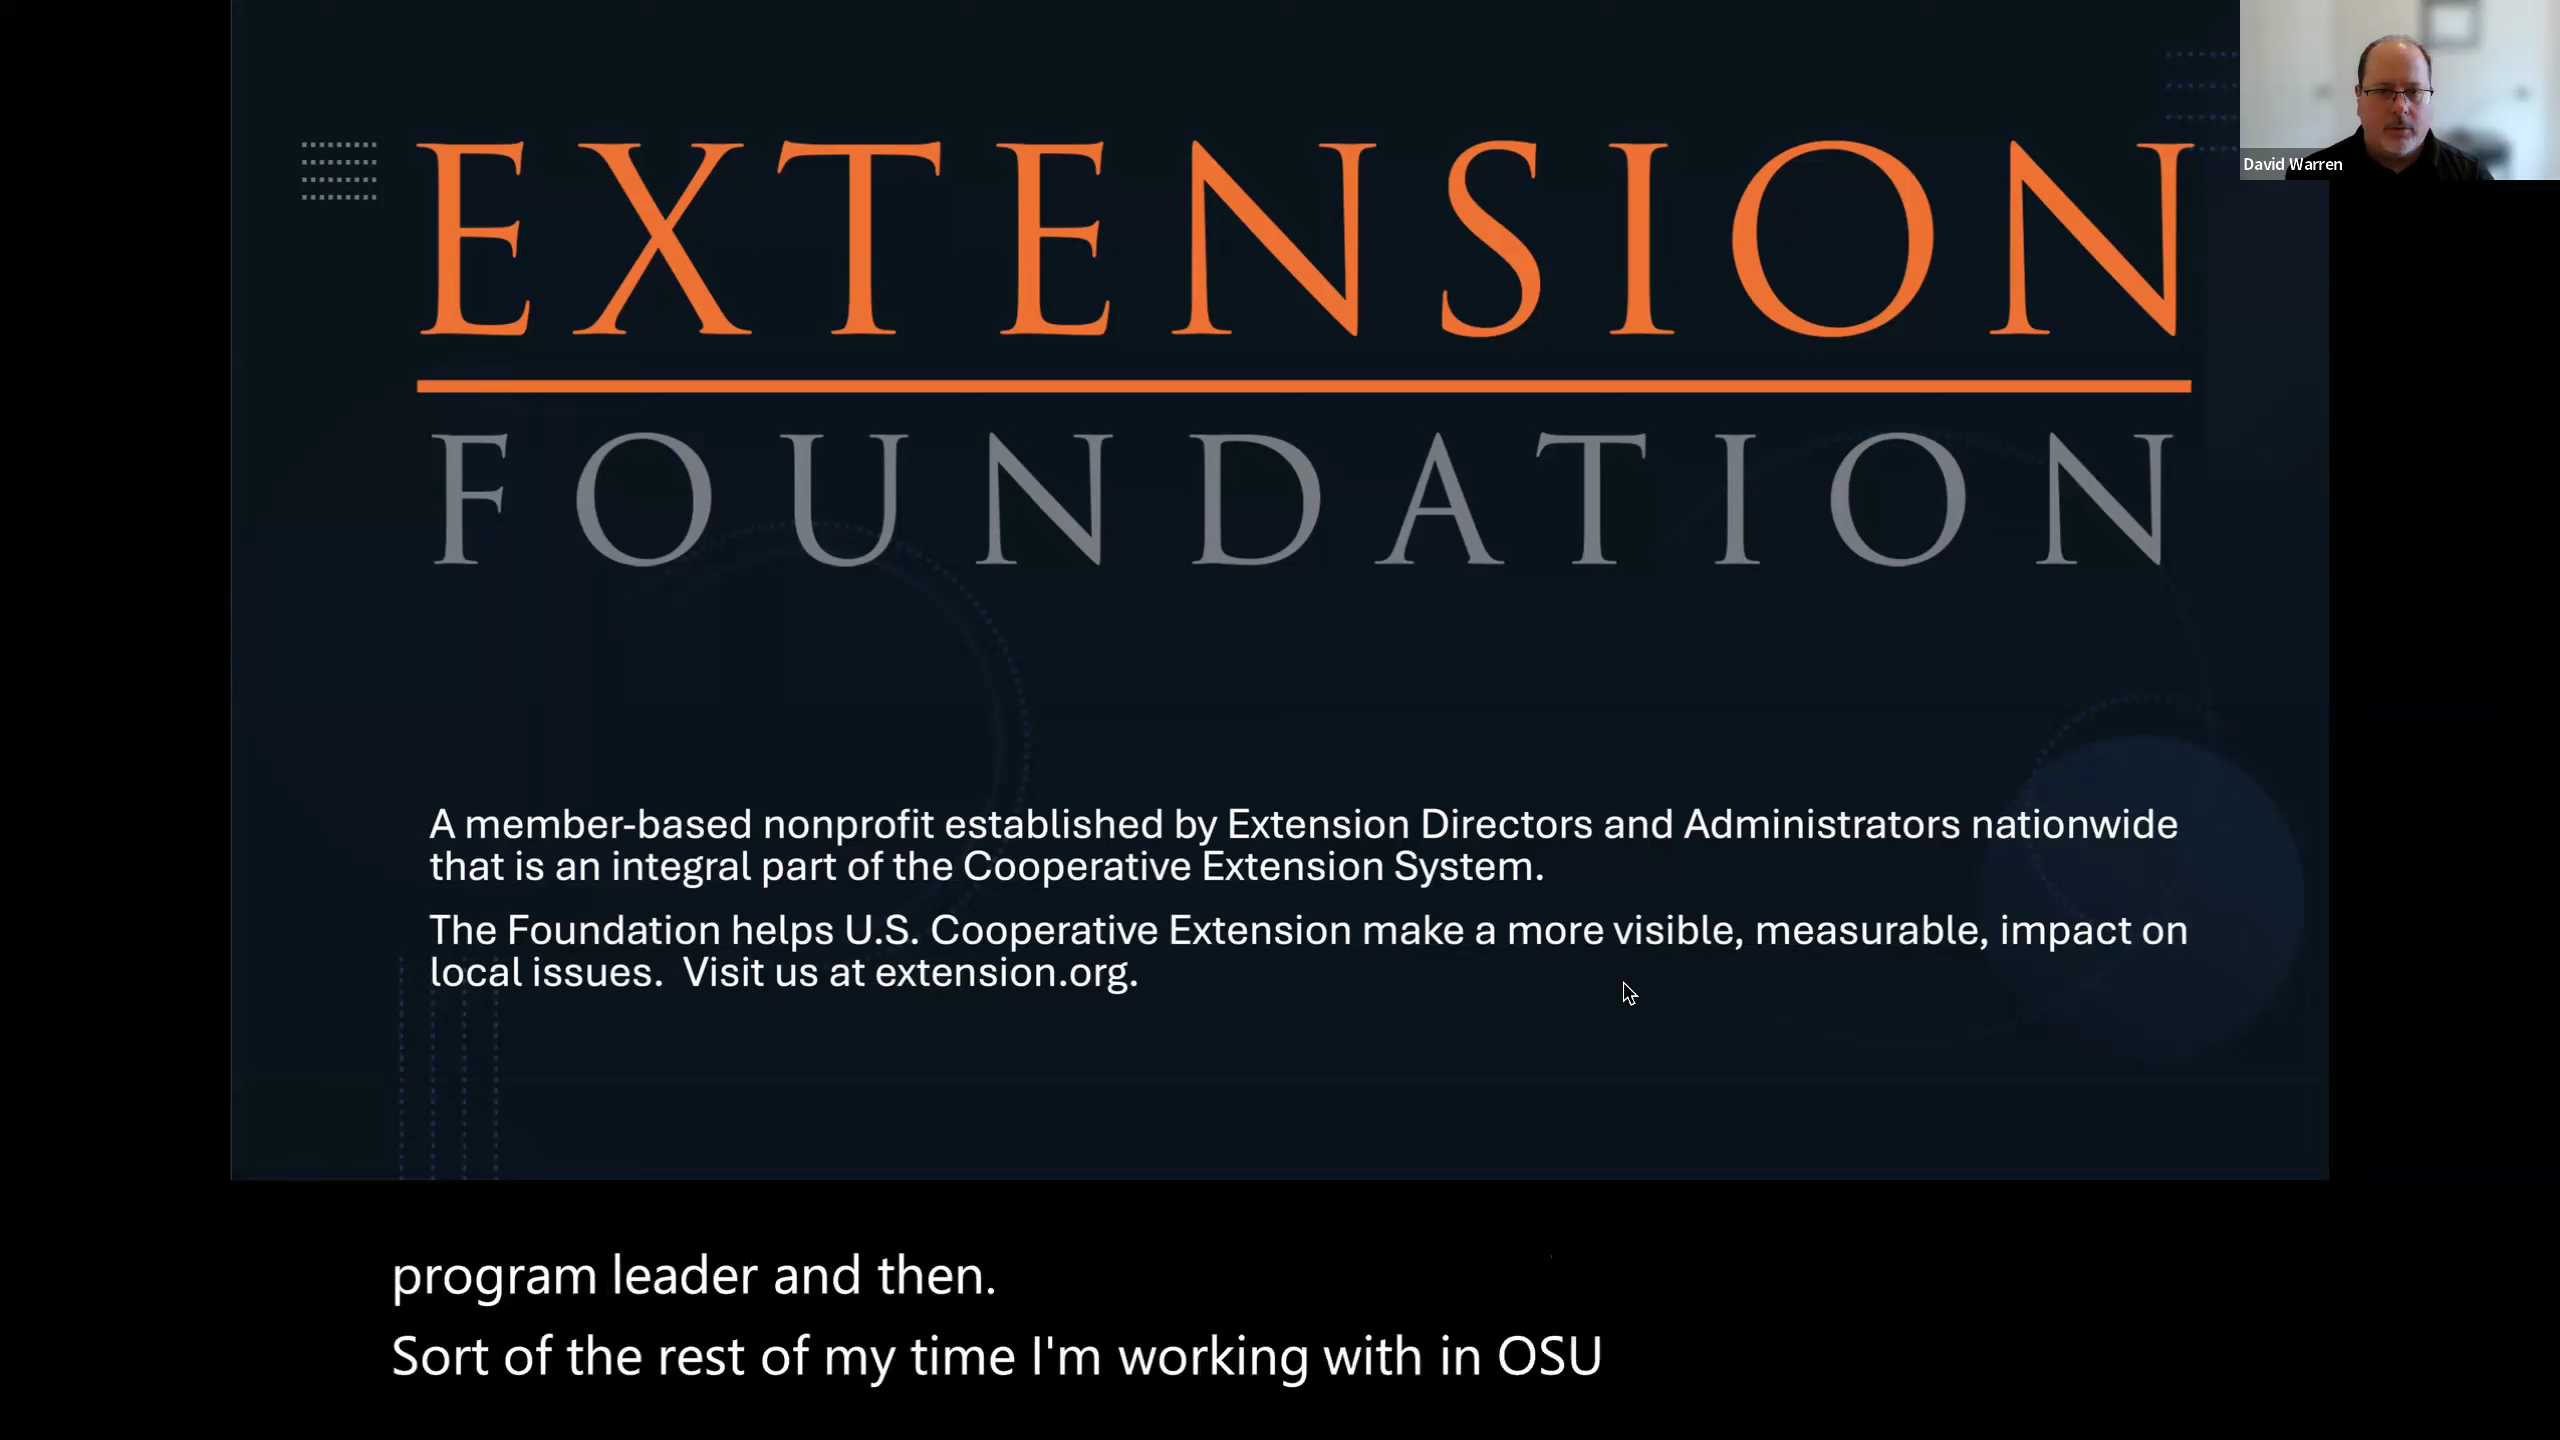 EXTENSION
FOUNDATION
David Warren
A member-based nonprofit established by Extension Directors and Administrators nationwide
that is an integral part of the Cooperative Extension System.
The Foundation helps U.S. Cooperative Extension make a more visible, measurable, impact on
local issues.  Visit us at extension.org.
program leader and then.
Sort of the rest of my time I'm working with in OSU